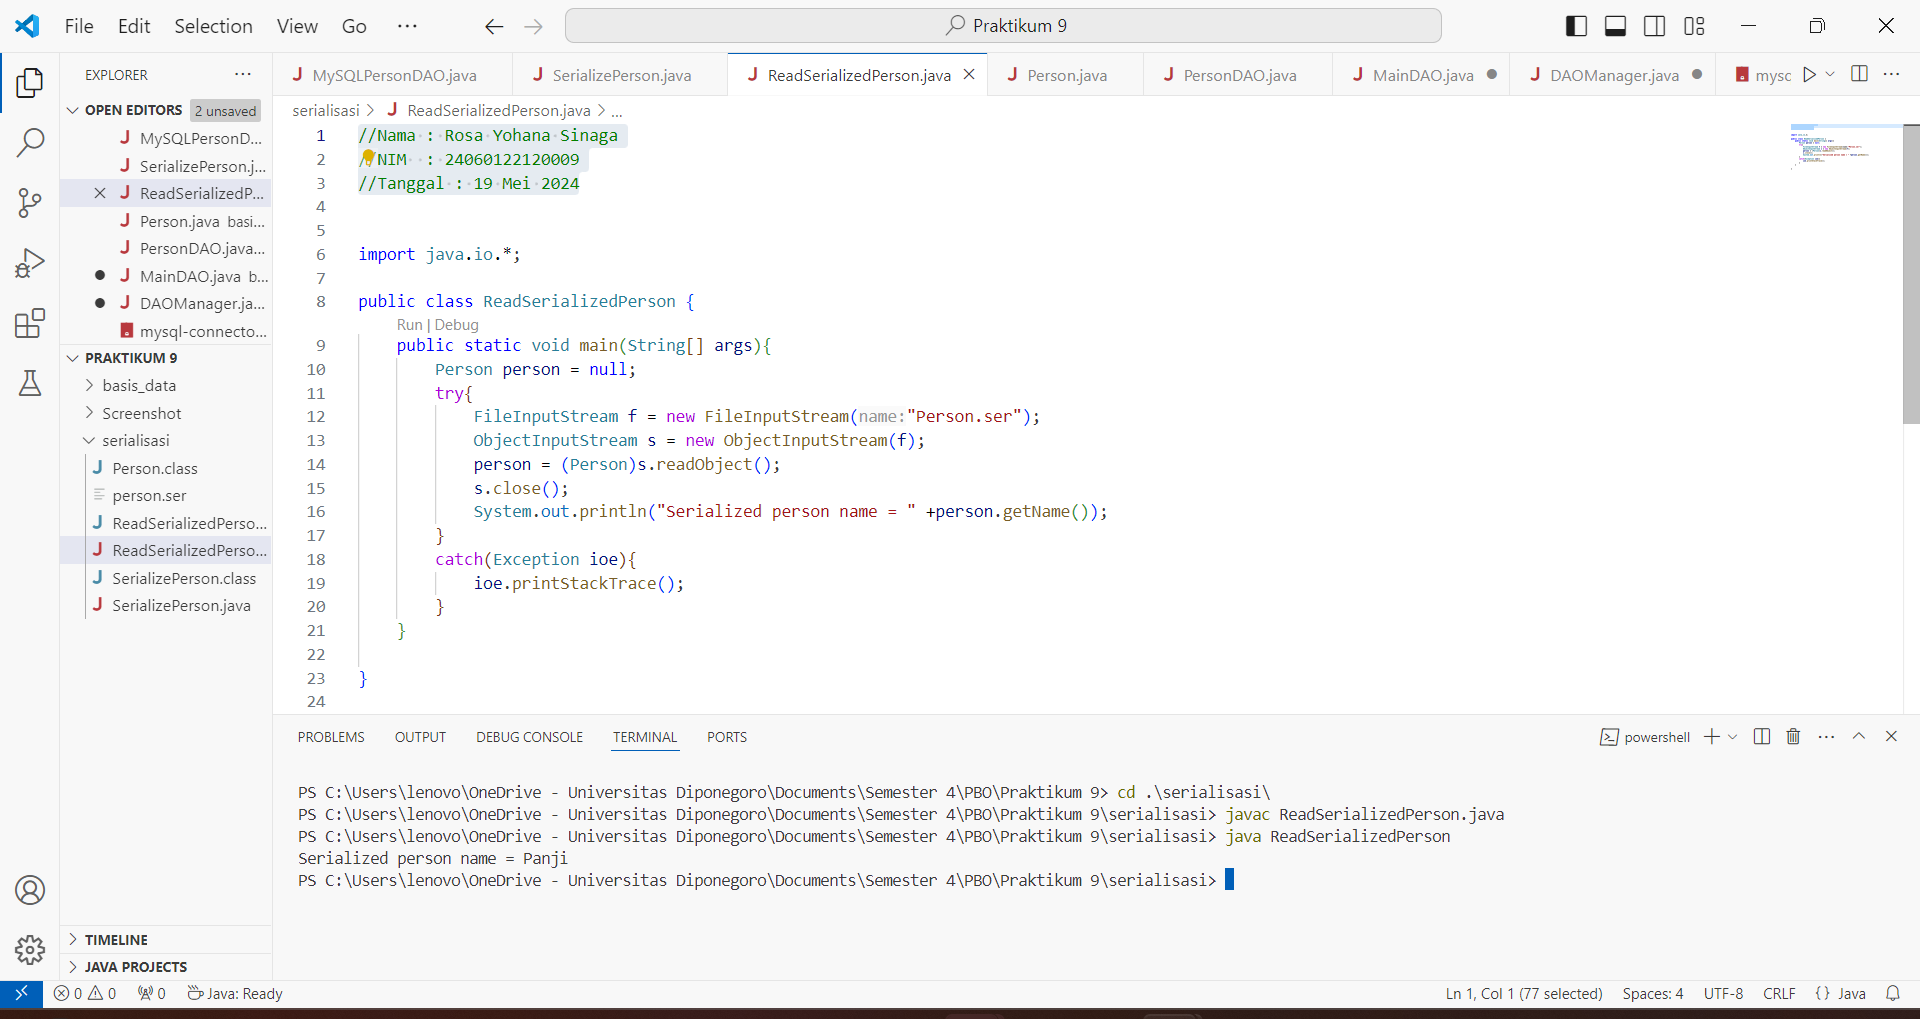 File Edit Selection View Go ··· Praktikum 9
EXPLORER ···
OPEN EDITORS 2 unsaved
MySQLPersonD...
SerializePerson.j...
ReadSerializedP...
Person.java basi...
PersonDAO.java...
MainDAO.java b...
DAOManager.ja...
mysql-connecto...
PRAKTIKUM 9
basis_data
Screenshot
serialisasi
Person.class
person.ser
ReadSerializedPerso...
ReadSerializedPerso...
SerializePerson.class
SerializePerson.java
TIMELINE
JAVA PROJECTS
MySQLPersonDAO.java SerializePerson.java ReadSerializedPerson.java Person.java PersonDAO.java MainDAO.java DAOManager.java mysc
serialisasi > ReadSerializedPerson.java > ...
1 //Nama : Rosa Yohana Sinaga
2 //NIM  : 24060122120009
3 //Tanggal : 19 Mei 2024
4
5
6 import java.io.*;
7
8 public class ReadSerializedPerson {
Run | Debug
9 public static void main(String[] args){
10 Person person = null;
11 try{
12 FileInputStream f = new FileInputStream(name:"Person.ser");
13 ObjectInputStream s = new ObjectInputStream(f);
14 person = (Person)s.readObject();
15 s.close();
16 System.out.println("Serialized person name = " +person.getName());
17 }
18 catch(Exception ioe){
19 ioe.printStackTrace();
20 }
21 }
22
23 }
24
PROBLEMS OUTPUT DEBUG CONSOLE TERMINAL PORTS powershell
PS C:\Users\lenovo\OneDrive - Universitas Diponegoro\Documents\Semester 4\PBO\Praktikum 9> cd .\serialisasi\
PS C:\Users\lenovo\OneDrive - Universitas Diponegoro\Documents\Semester 4\PBO\Praktikum 9\serialisasi> javac ReadSerializedPerson.java
PS C:\Users\lenovo\OneDrive - Universitas Diponegoro\Documents\Semester 4\PBO\Praktikum 9\serialisasi> java ReadSerializedPerson
Serialized person name = Panji
PS C:\Users\lenovo\OneDrive - Universitas Diponegoro\Documents\Semester 4\PBO\Praktikum 9\serialisasi>
0 0 0 Java: Ready Ln 1, Col 1 (77 selected) Spaces: 4 UTF-8 CRLF {} Java